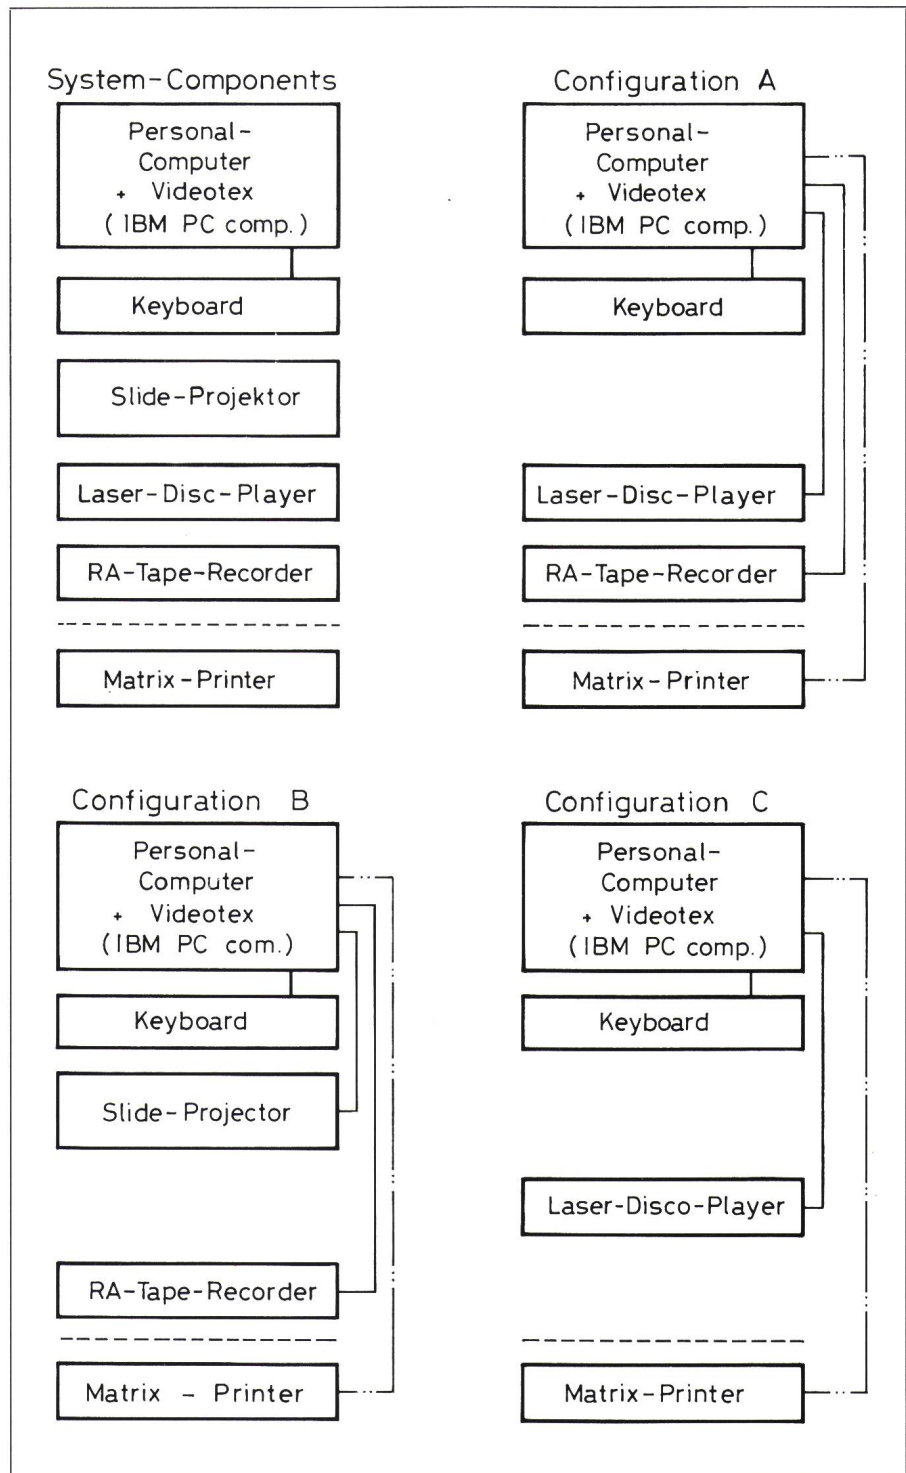 System-Components
Personal-
Computer
+ Videotex
(IBM PC comp.)
Keyboard
Slide-Projektor
Laser-Disc-Player
RA-Tape-Recorder
Matrix-Printer
Configuration A
Personal-
Computer
+ Videotex
(IBM PC comp.)
Keyboard
Laser-Disc-Player
RA-Tape-Recorder
Matrix-Printer
Configuration B
Personal-
Computer
+ Videotex
(IBM PC com.)
Keyboard
Slide-Projector
RA-Tape-Recorder
Matrix - Printer
Configuration C
Personal-
Computer
+ Videotex
(IBM PC comp.)
Keyboard
Laser-Disco-Player
Matrix-Printer